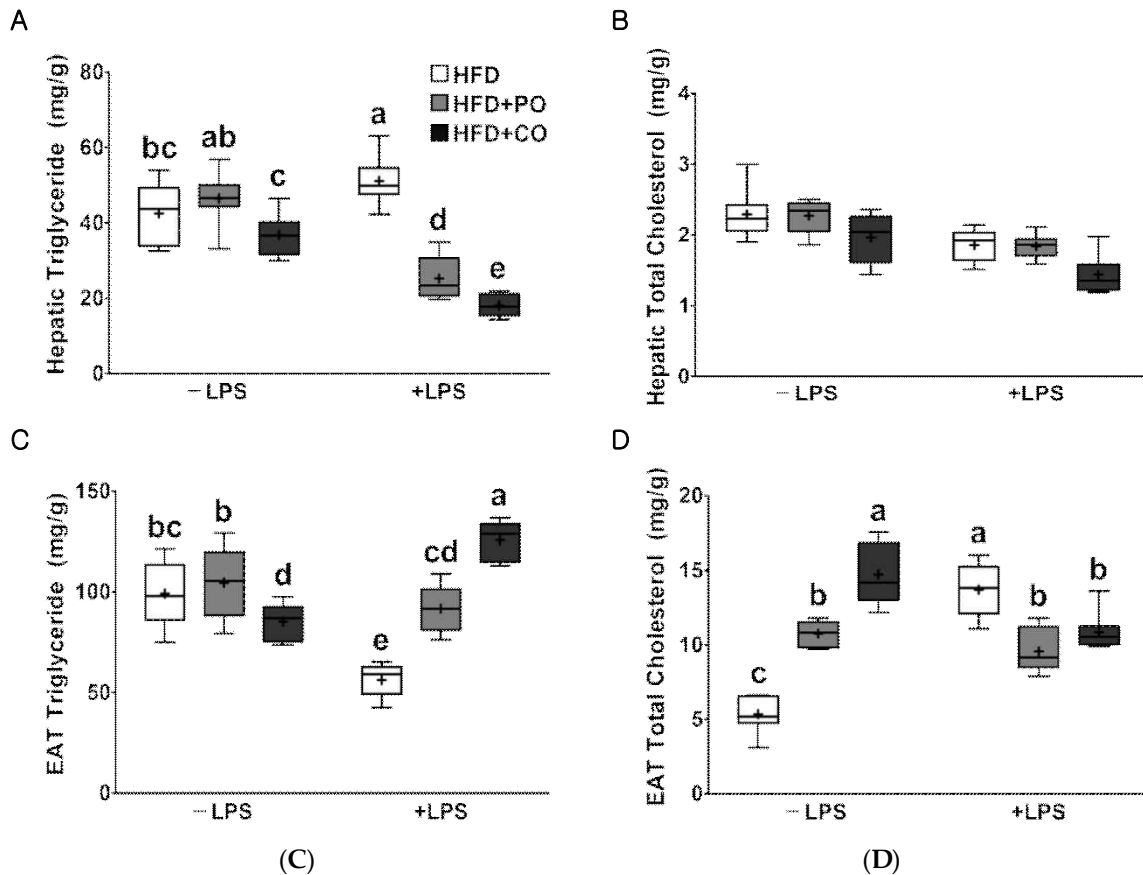 A
Hepatic Triglyceride (mg/g)
80
60
40
20
0
HFD
HFD+PO
HFD+CO
bc
ab
c
a
d
e
− LPS
+LPS
B
Hepatic Total Cholesterol (mg/g)
4
3
2
1
0
− LPS
+LPS
C
EAT Triglyceride (mg/g)
150
100
50
0
bc
b
d
e
cd
a
− LPS
+LPS
(C)
D
EAT Total Cholesterol (mg/g)
20
15
10
5
0
c
b
a
a
b
b
− LPS
+LPS
(D)